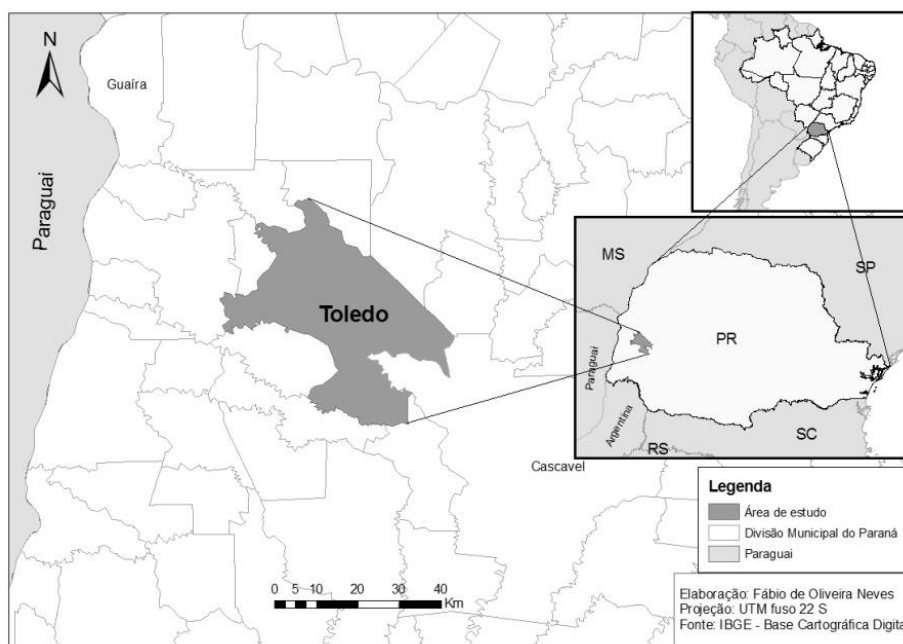 N
Guaíra
Paraguai
Toledo
Cascavel
0 5 10 20 30 40
Km
MS
SP
PR
Paraguai
Argentina
RS
SC
Legenda
Área de estudo
Divisão Municipal do Paraná
Paraguai
Elaboração: Fábio de Oliveira Neves
Projeção: UTM fuso 22 S
Fonte: IBGE - Base Cartográfica Digita